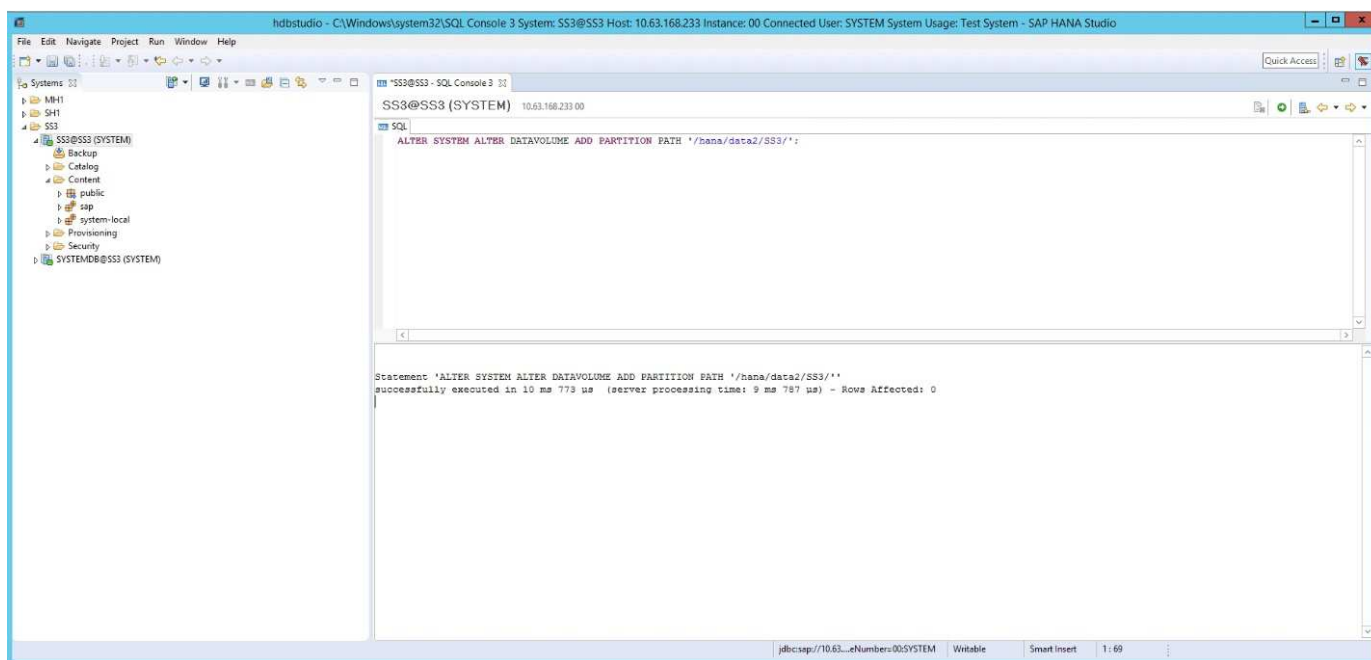 hdbstudio - C:\Windows\system32\SQL Console 3 System: SS3@SS3 Host: 10.63.168.233 Instance: 00 Connected User: SYSTEM System Usage: Test System - SAP HANA Studio
File Edit Navigate Project Run Window Help
Quick Access
Systems
MH1
SH1
SS3
SS3@SS3 (SYSTEM)
Backup
Catalog
Content
public
sap
system-local
Provisioning
Security
SYSTEMDB@SS3 (SYSTEM)
*SS3@SS3 - SQL Console 3
SS3@SS3 (SYSTEM) 10.63.168.233 00
SQL
ALTER SYSTEM ALTER DATAVOLUME ADD PARTITION PATH '/hana/data2/SS3/';
Statement 'ALTER SYSTEM ALTER DATAVOLUME ADD PARTITION PATH '/hana/data2/SS3/''
successfully executed in 10 ms 773 µs (server processing time: 9 ms 787 µs) - Rows Affected: 0
jdbc:sap://10.63....eNumber=00:SYSTEM Writable Smart Insert 1 : 69